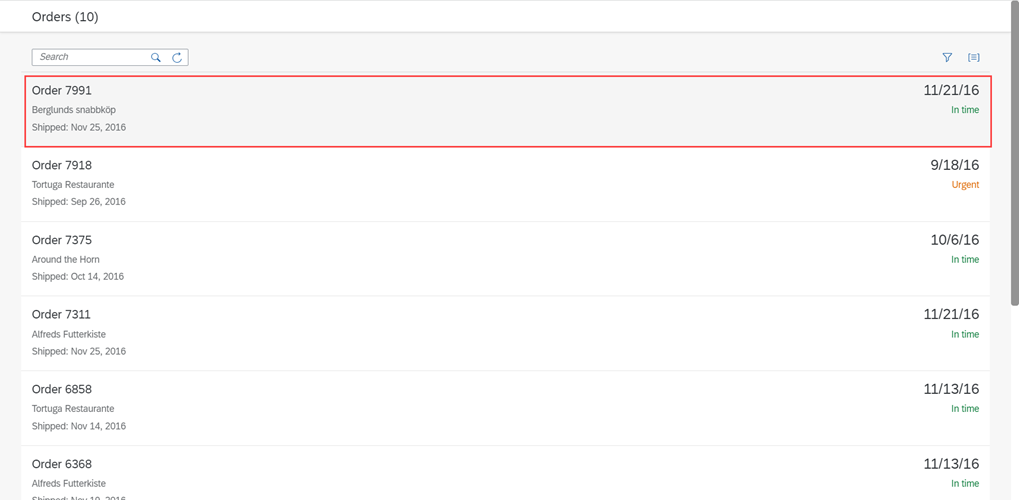 Orders (10)
Search
Order 7991 11/21/16
Berglunds snabbköp In time
Shipped: Nov 25, 2016
Order 7918 9/18/16
Tortuga Restaurante Urgent
Shipped: Sep 26, 2016
Order 7375 10/6/16
Around the Horn In time
Shipped: Oct 14, 2016
Order 7311 11/21/16
Alfreds Futterkiste In time
Shipped: Nov 25, 2016
Order 6858 11/13/16
Tortuga Restaurante In time
Shipped: Nov 14, 2016
Order 6368 11/13/16
Alfreds Futterkiste In time
Shipped: Nov 2016